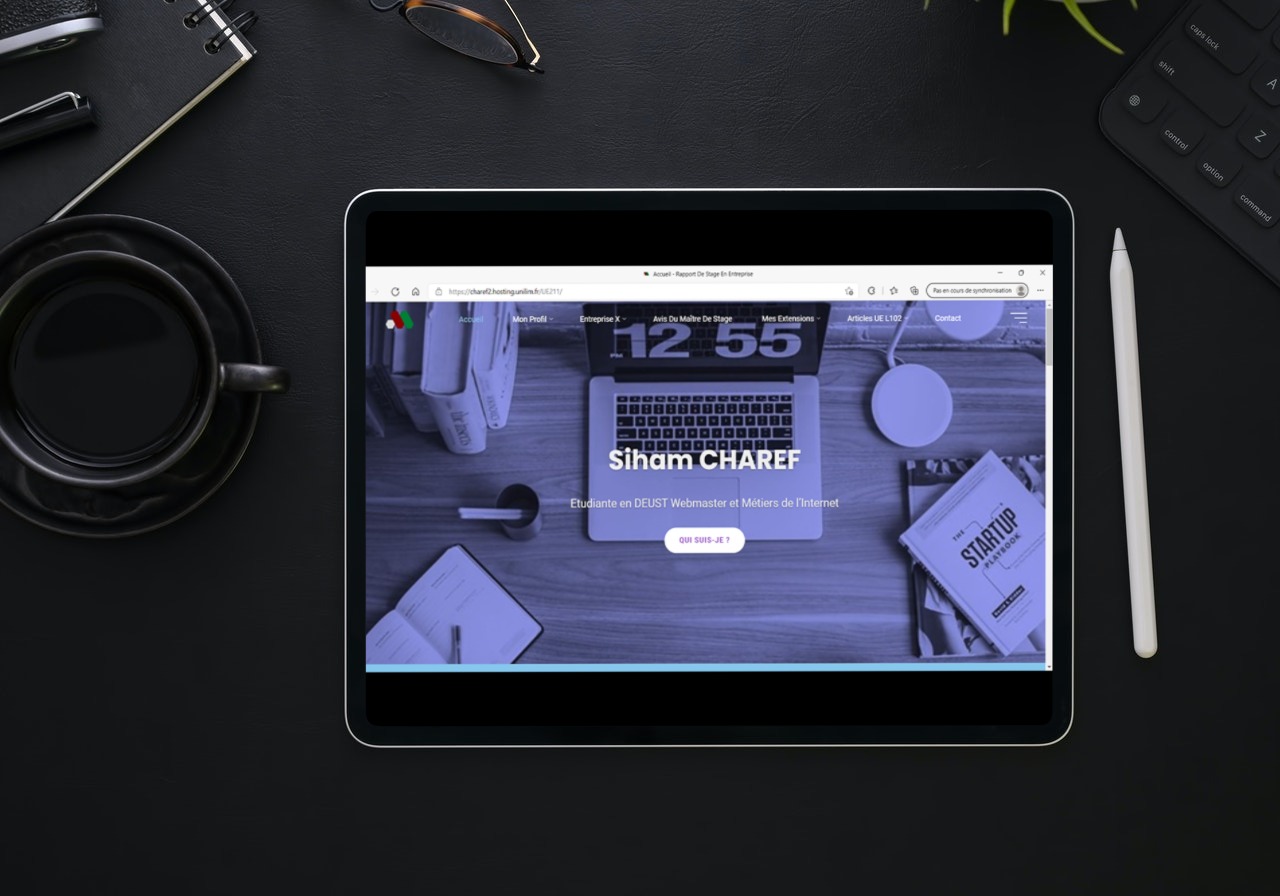 caps lock
shift
A
Z
control
option
command
Accueil - Rapport De Stage En Entreprise
https://charef2.hosting.unilim.fr/UE211/
Pas en cours de synchronisation
Accueil
Mon Profil
Entreprise X
Avis Du Maître De Stage
Mes Extensions
Articles UE L102
Contact
PM
12 55
Siham CHAREF
Etudiante en DEUST Webmaster et Métiers de l'Internet
QUI SUIS-JE ?
THE
STARTUP
PLAYBOOK